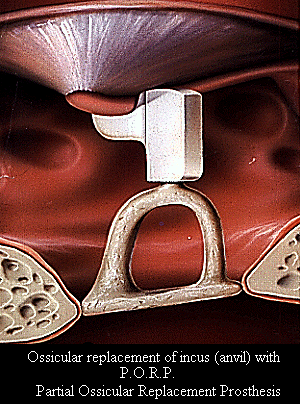 Ossicular replacement of incus (anvil) with
P.O.R.P.
Partial Ossicular Replacement Prosthesis